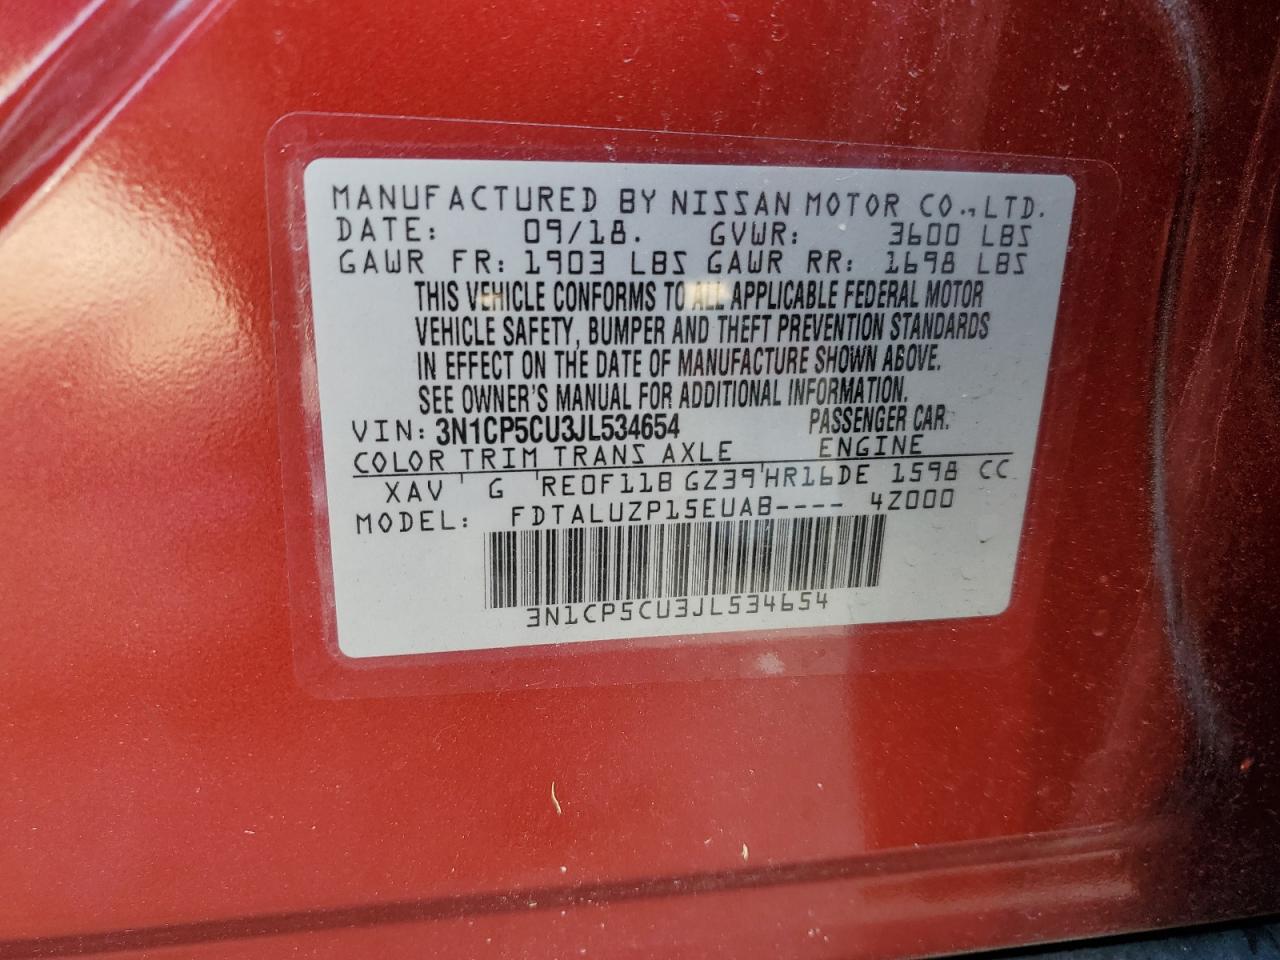 MANUFACTURED BY NISSAN MOTOR CO., LTD.
DATE: 09/18. GVWR: 3600 LBS
GAWR FR: 1903 LBS GAWR RR: 1698 LBS
THIS VEHICLE CONFORMS TO ALL APPLICABLE FEDERAL MOTOR
VEHICLE SAFETY, BUMPER AND THEFT PREVENTION STANDARDS
IN EFFECT ON THE DATE OF MANUFACTURE SHOWN ABOVE.
SEE OWNER'S MANUAL FOR ADDITIONAL INFORMATION.
VIN: 3N1CP5CU3JL534654 PASSENGER CAR.
COLOR TRIM TRANS AXLE ENGINE
XAV G RE0F11B GZ39 HR16DE 1598 CC
MODEL: FDTALUZP15EUAB---- 4Z000
3N1CP5CU3JL534654